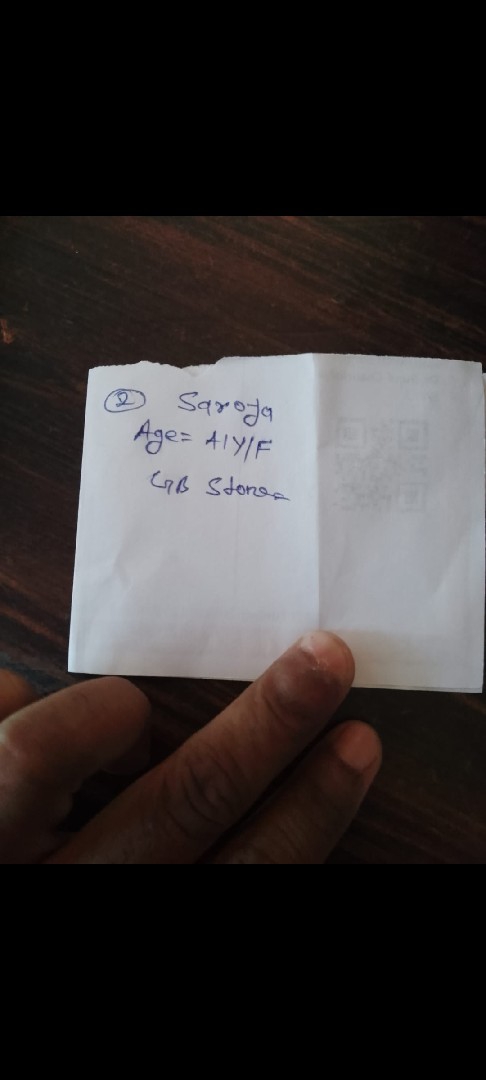 ② Saroja
Age= 41Y/F
GB Stone